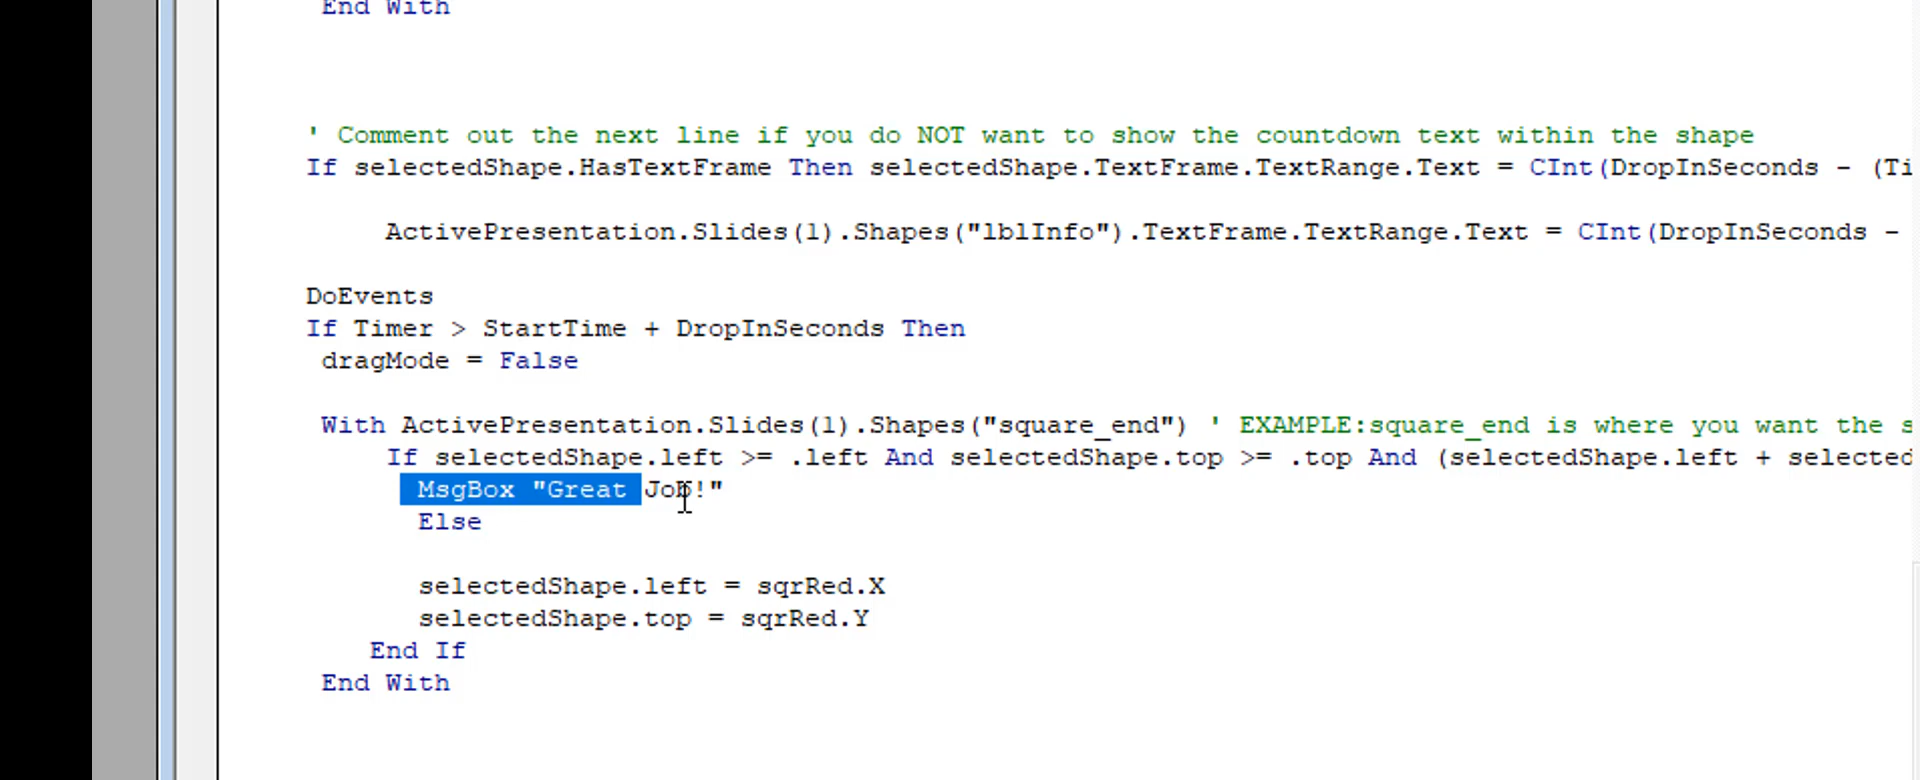 End With
' Comment out the next line if you do NOT want to show the countdown text within the shape
If selectedShape.HasTextFrame Then selectedShape.TextFrame.TextRange.Text = CInt(DropInSeconds - (Ti
ActivePresentation.Slides(1).Shapes("lblInfo").TextFrame.TextRange.Text = CInt(DropInSeconds -
DoEvents
If Timer > StartTime + DropInSeconds Then
dragMode = False
With ActivePresentation.Slides(1).Shapes("square_end") ' EXAMPLE:square_end is where you want the s
If selectedShape.left >= .left And selectedShape.top >= .top And (selectedShape.left + selected
MsgBox "Great Job!"
Else
selectedShape.left = sqrRed.X
selectedShape.top = sqrRed.Y
End If
End With